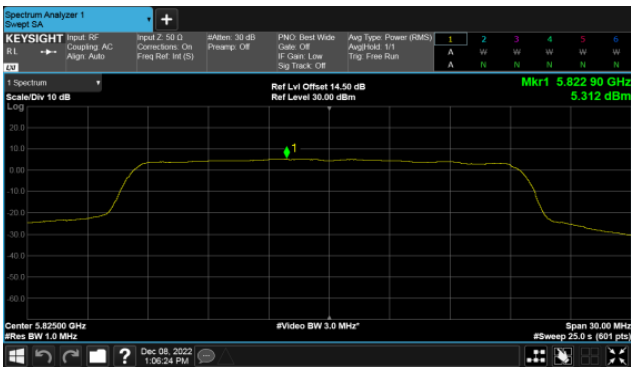 Spectrum Analyzer 1
Swept SA
KEYSIGHT
RL
LXI
Input: RF
Coupling: AC
Align: Auto
Input Z: 50 Ω
Corrections: On
Freq Ref: Int (S)
#Atten: 30 dB
Preamp: Off
PNO: Best Wide
Gate: Off
IF Gain: Low
Sig Track: Off
Avg Type: Power (RMS)
Avg|Hold: 1/1
Trig: Free Run
1 2 3 4 5 6
A W W W W W
A N N N N N
1 Spectrum
Scale/Div 10 dB
Log
Ref Lvl Offset 14.50 dB
Ref Level 30.00 dBm
Mkr1 5.822 90 GHz
5.312 dBm
1
20.0
10.0
0.00
-10.0
-20.0
-30.0
-40.0
-50.0
-60.0
Center 5.82500 GHz
#Res BW 1.0 MHz
#Video BW 3.0 MHz*
Span 30.00 MHz
#Sweep 25.0 s (601 pts)
?
Dec 08, 2022
1:06:24 PM